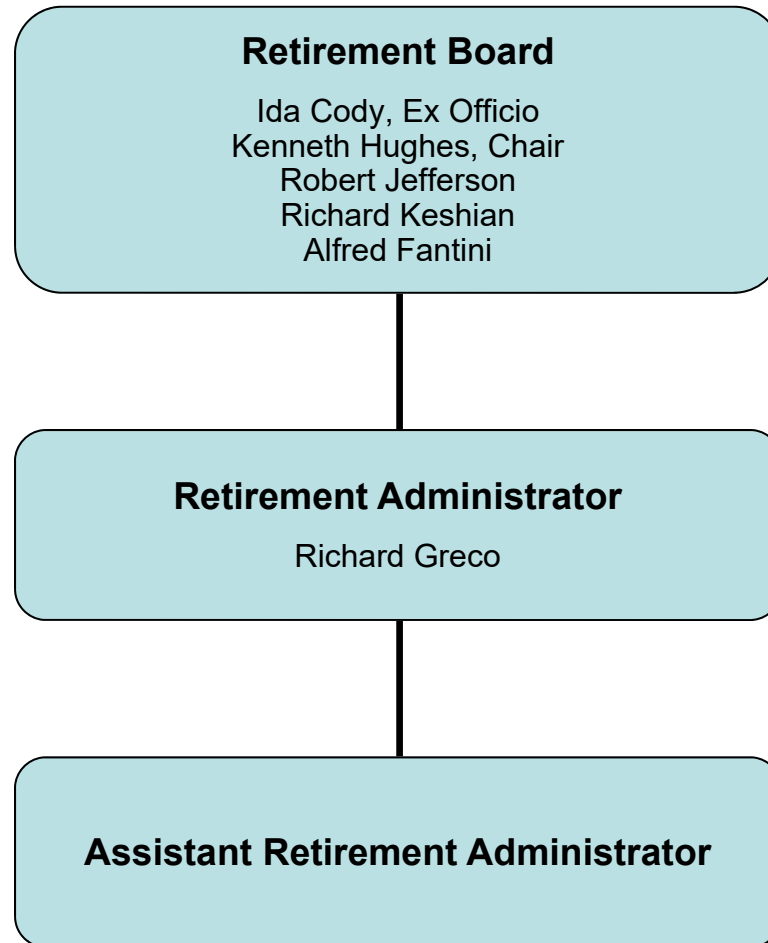 Retirement Board
Ida Cody, Ex Officio
Kenneth Hughes, Chair
Robert Jefferson
Richard Keshian
Alfred Fantini
Retirement Administrator
Richard Greco
Assistant Retirement Administrator